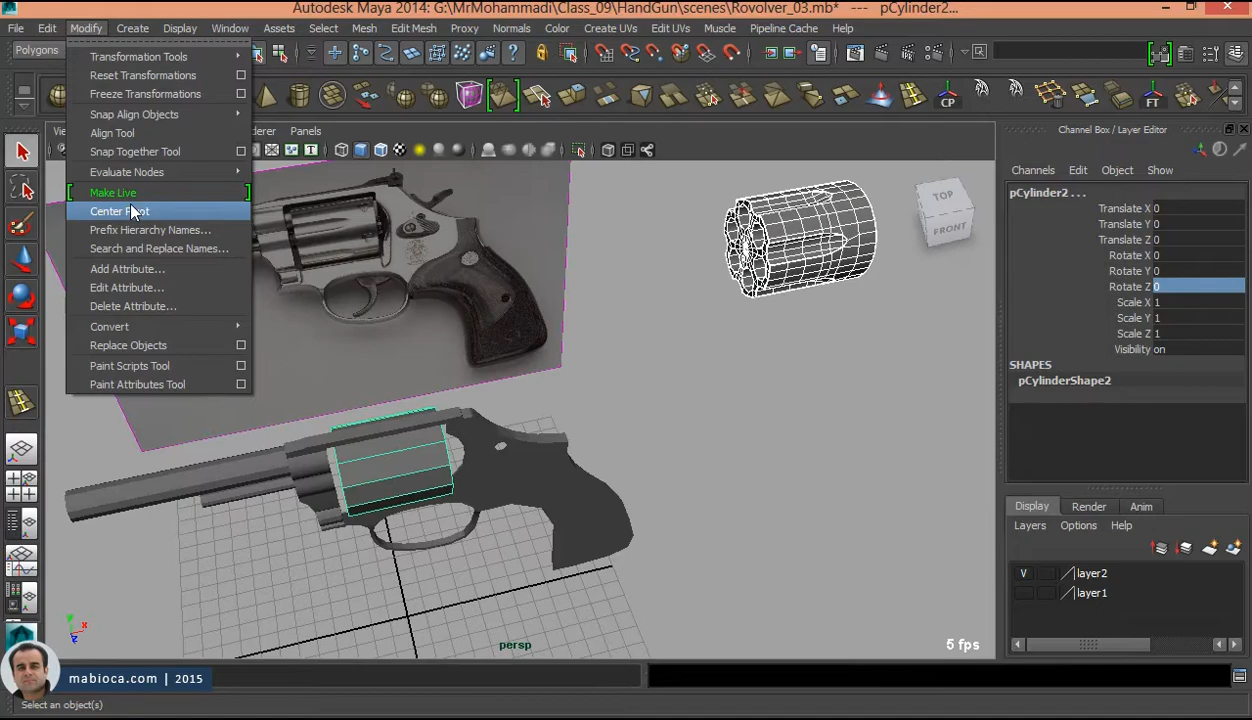 Autodesk Maya 2014: G:\MrMohammadi\Class_09\HandGun\scenes\Rovolver_03.mb* --- pCylinder2...
File Edit Modify Create Display Window Assets Select Mesh Edit Mesh Proxy Normals Color Create UVs Edit UVs Muscle Pipeline Cache Help
Polygons
Transformation Tools
Reset Transformations
Freeze Transformations
Snap Align Objects
Align Tool
Snap Together Tool
Evaluate Nodes
Make Live
Center
Prefix Hierarchy Names...
Search and Replace Names...
Add Attribute...
Edit Attribute...
Delete Attribute...
Convert
Replace Objects
Paint Scripts Tool
Paint Attributes Tool
CP
FT
Panels
TOP
FRONT
persp
5 fps
Channel Box / Layer Editor
Channels Edit Object Show
pCylinder2 . . .
Translate X 0
Translate Y 0
Translate Z 0
Rotate X 0
Rotate Y 0
Rotate Z 0
Scale X 1
Scale Y 1
Scale Z 1
Visibility on
SHAPES
pCylinderShape2
Display Render Anim
Layers Options Help
V layer2
layer1
mabioca.com | 2015
Select an object(s)